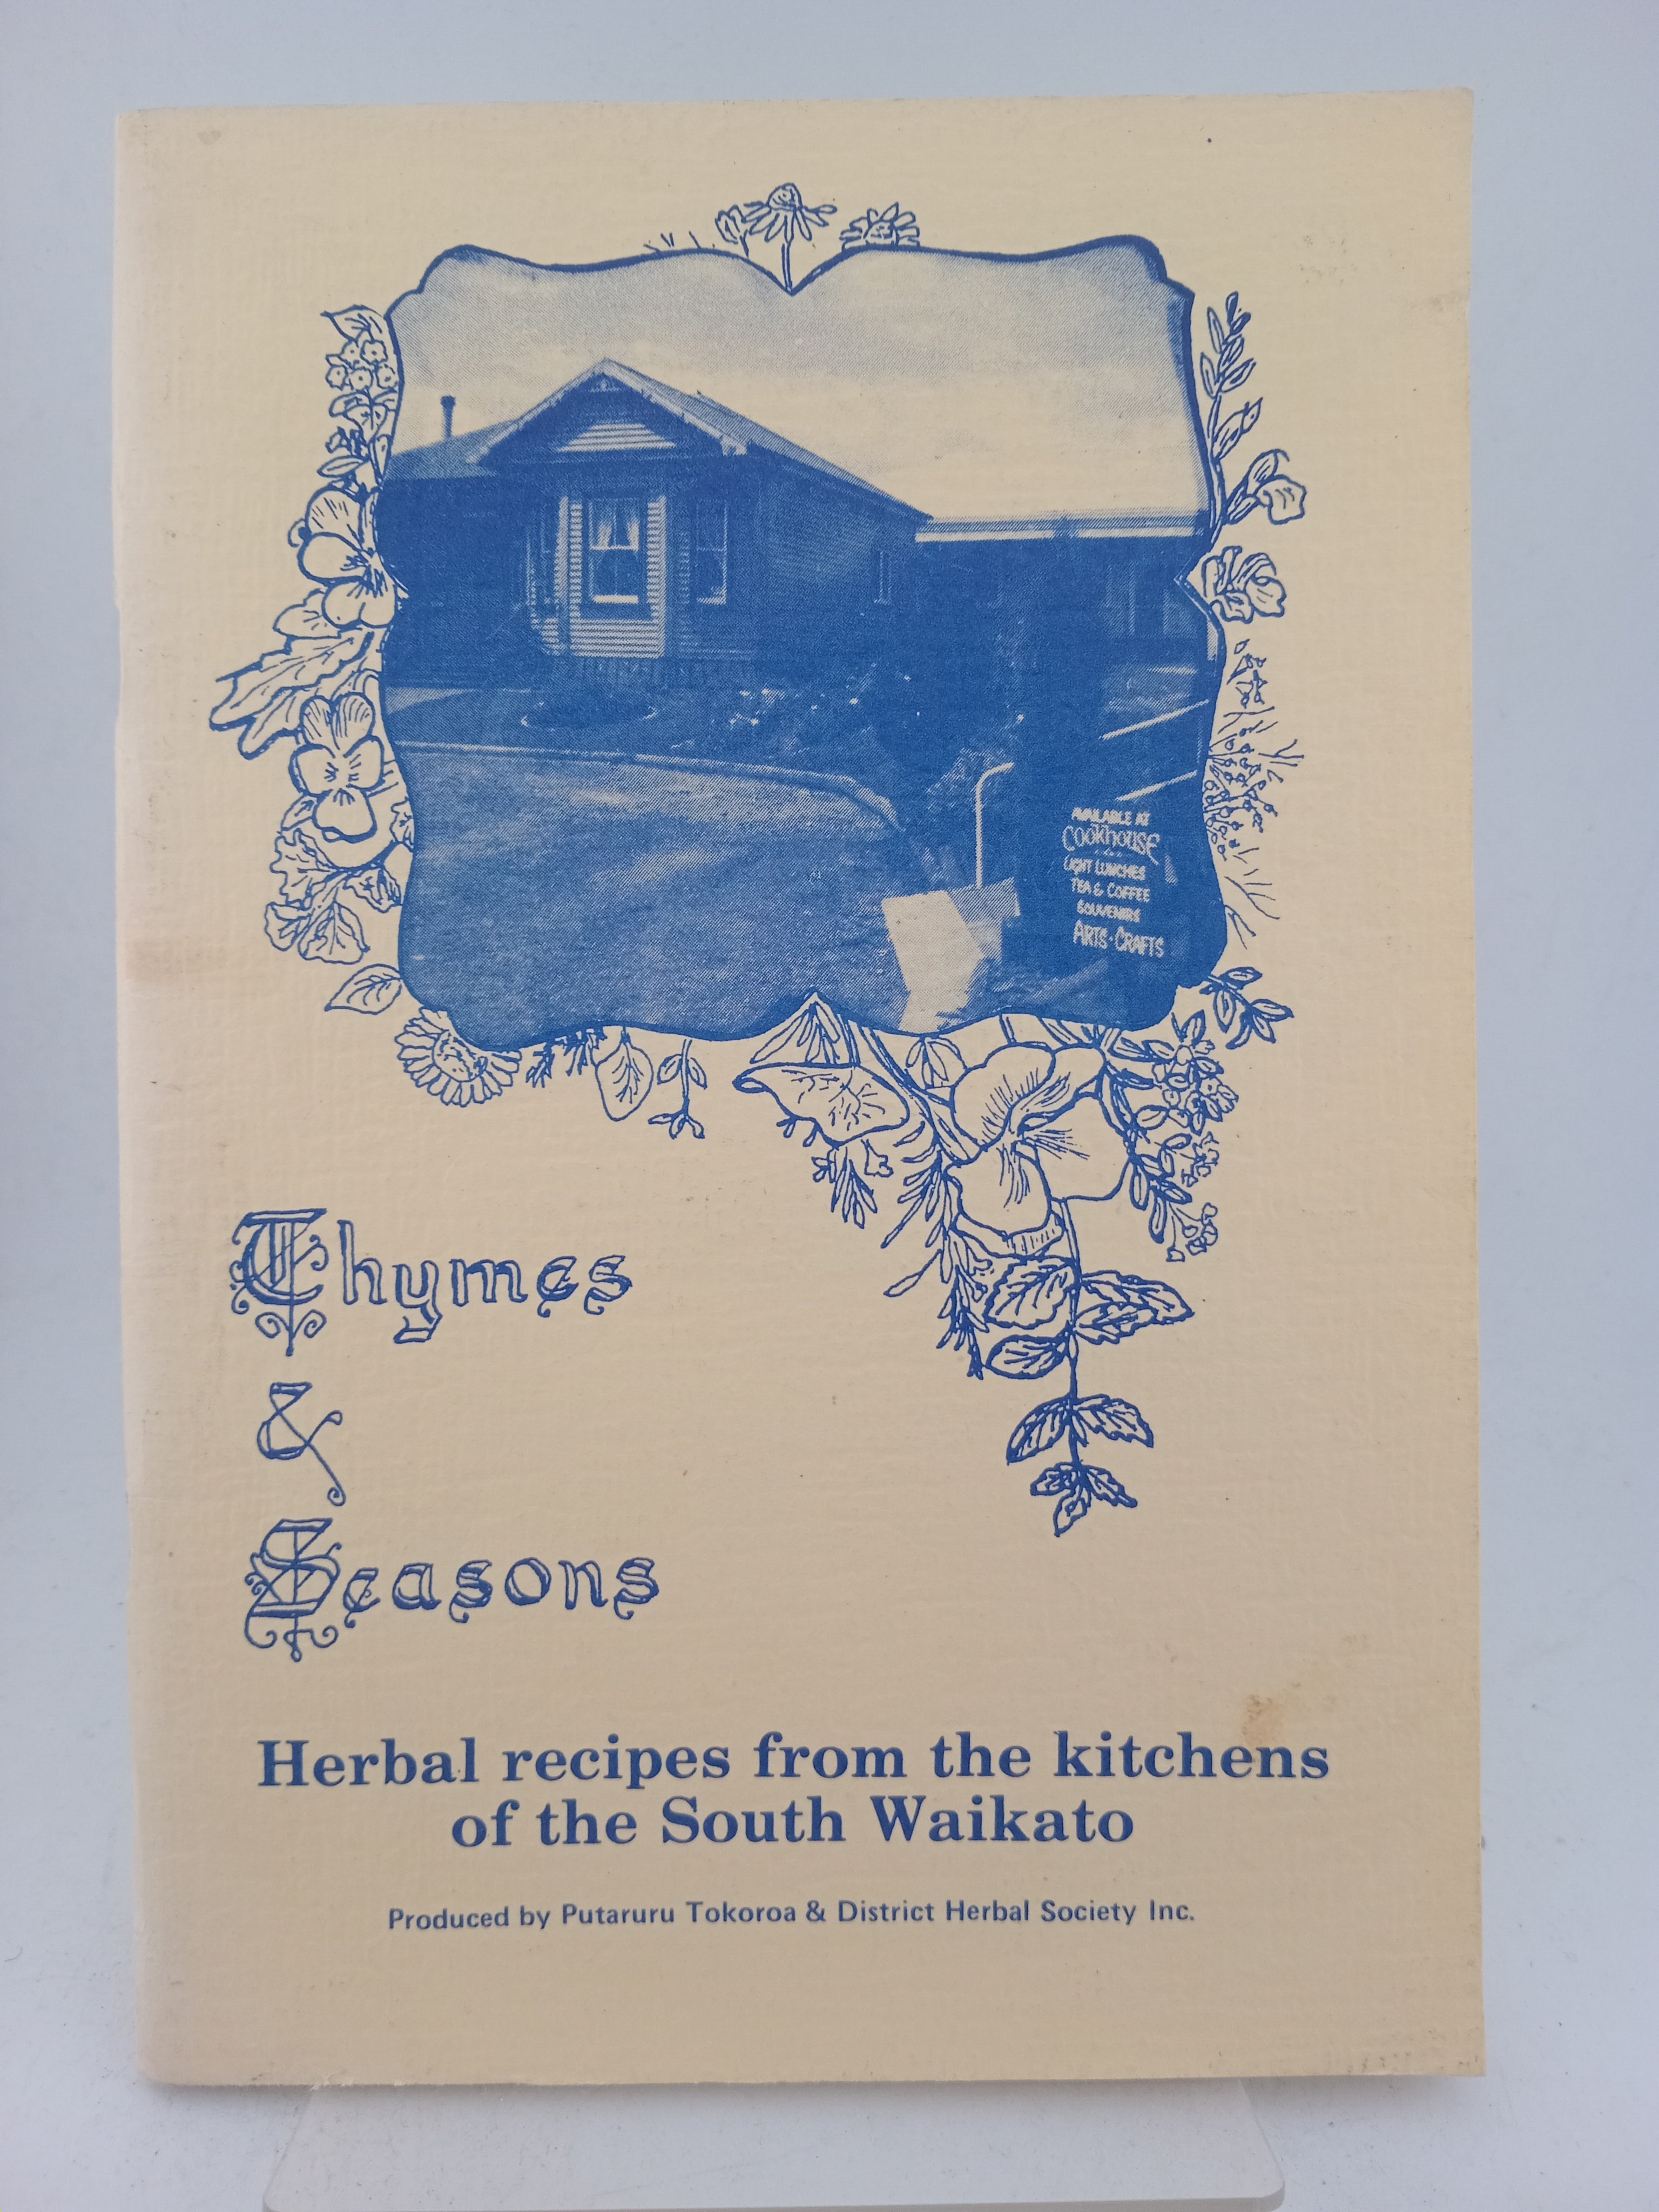 AVAILABLE AT
COOKHOUSE
LIGHT LUNCHES
TEA & COFFEE
SOUVENIRS
ARTS · CRAFTS
Thymes
&
Seasons
Herbal recipes from the kitchens
of the South Waikato
Produced by Putaruru Tokoroa & District Herbal Society Inc.